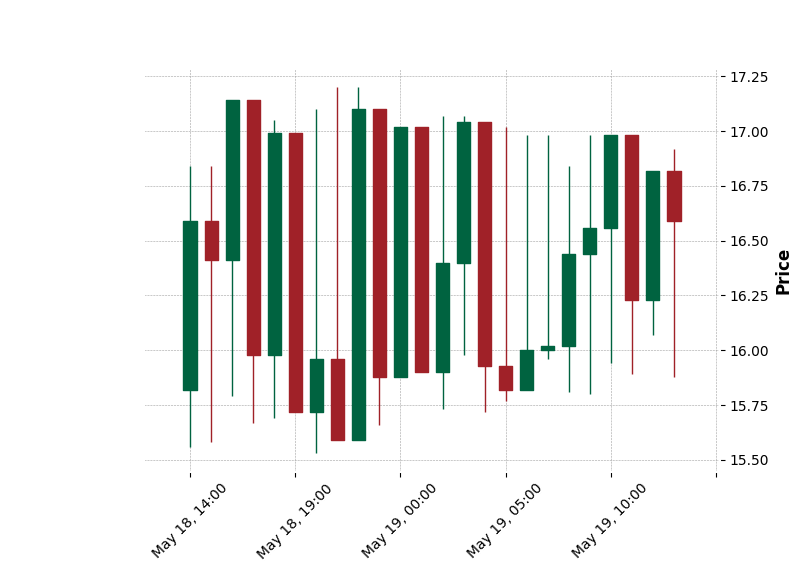 17.25
17.00
16.75
16.50
16.25
16.00
15.75
15.50
Price
May 18, 14:00
May 18, 19:00
May 19, 00:00
May 19, 05:00
May 19, 10:00